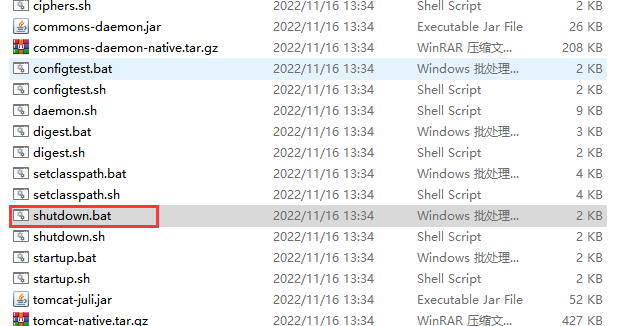 ciphers.sh 2022/11/16 13:34 Shell Script 2 KB
commons-daemon.jar 2022/11/16 13:34 Executable Jar File 26 KB
commons-daemon-native.tar.gz 2022/11/16 13:34 WinRAR 压缩文... 208 KB
configtest.bat 2022/11/16 13:34 Windows 批处理... 2 KB
configtest.sh 2022/11/16 13:34 Shell Script 2 KB
daemon.sh 2022/11/16 13:34 Shell Script 9 KB
digest.bat 2022/11/16 13:34 Windows 批处理... 3 KB
digest.sh 2022/11/16 13:34 Shell Script 2 KB
setclasspath.bat 2022/11/16 13:34 Windows 批处理... 4 KB
setclasspath.sh 2022/11/16 13:34 Shell Script 4 KB
shutdown.bat 2022/11/16 13:34 Windows 批处理... 2 KB
shutdown.sh 2022/11/16 13:34 Shell Script 2 KB
startup.bat 2022/11/16 13:34 Windows 批处理... 2 KB
startup.sh 2022/11/16 13:34 Shell Script 2 KB
tomcat-juli.jar 2022/11/16 13:34 Executable Jar File 52 KB
tomcat-native.tar.gz 2022/11/16 13:34 WinRAR 压缩文... 427 KB